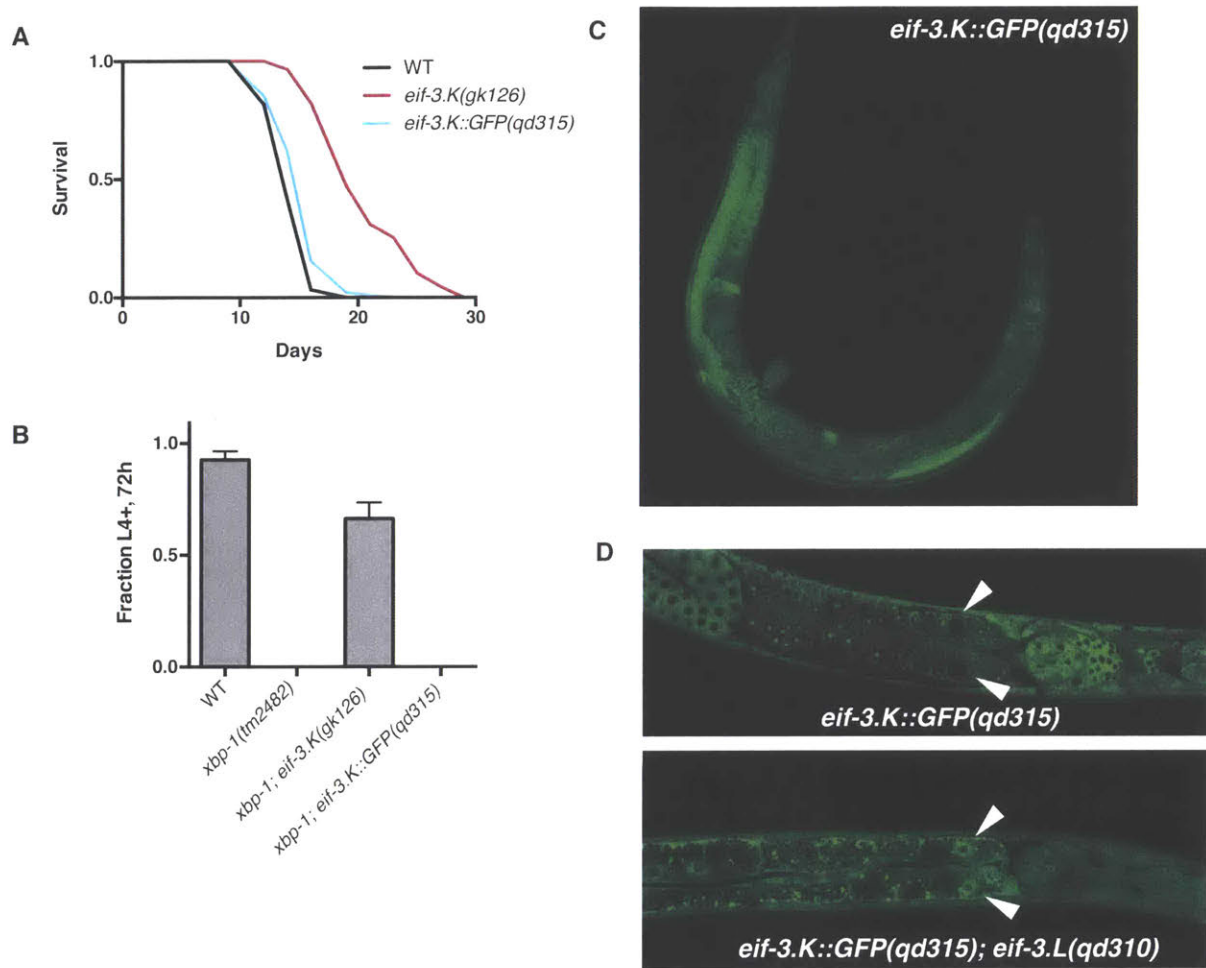 A
Survival
1.0
0.5
0.0
0
10
20
30
Days
WT
eif-3.K(gk126)
eif-3.K::GFP(qd315)
B
Fraction L4+, 72h
1.0
0.5
0.0
WT
xbp-1(tm2482)
xbp-1; eif-3.K(gk126)
xbp-1; eif-3.K::GFP(qd315)
C
eif-3.K::GFP(qd315)
D
eif-3.K::GFP(qd315)
eif-3.K::GFP(qd315); eif-3.L(qd310)